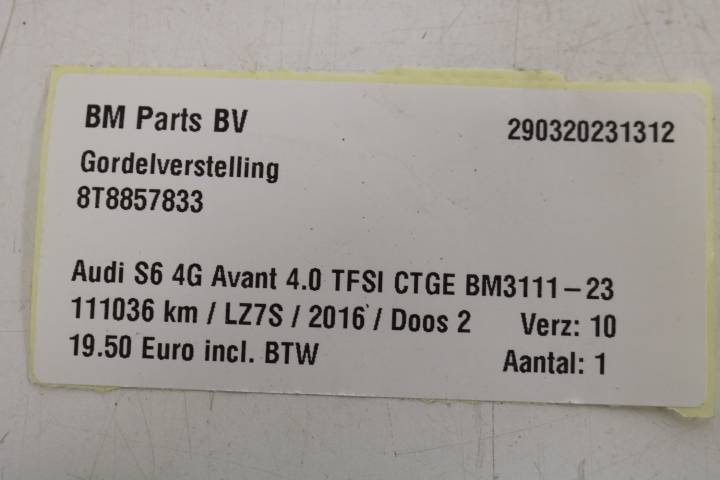 BM Parts BV 290320231312
Gordelverstelling
8T8857833
Audi S6 4G Avant 4.0 TFSI CTGE BM3111-23
111036 km / LZ7S / 2016 / Doos 2 Verz: 10
19.50 Euro incl. BTW Aantal: 1